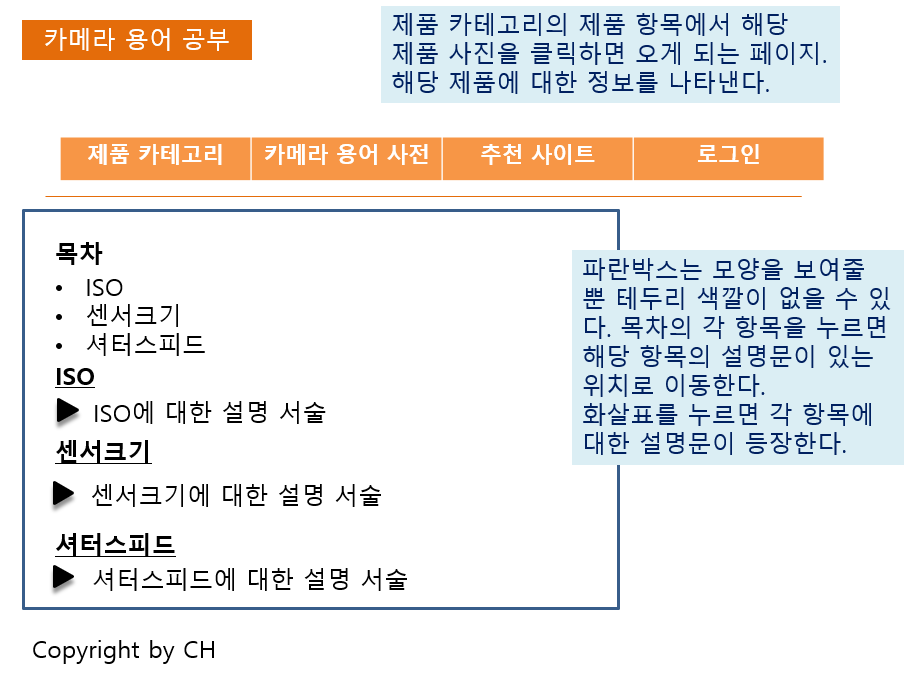 카메라 용어 공부
제품 카테고리의 제품 항목에서 해당
제품 사진을 클릭하면 오게 되는 페이지.
해당 제품에 대한 정보를 나타낸다.
제품 카테고리 카메라 용어 사전 추천 사이트 로그인
목차
• ISO
• 센서크기
• 셔터스피드
ISO
ISO에 대한 설명 서술
센서크기
센서크기에 대한 설명 서술
셔터스피드
셔터스피드에 대한 설명 서술
파란박스는 모양을 보여줄
뿐 테두리 색깔이 없을 수 있
다. 목차의 각 항목을 누르면
해당 항목의 설명문이 있는
위치로 이동한다.
화살표를 누르면 각 항목에
대한 설명문이 등장한다.
Copyright by CH